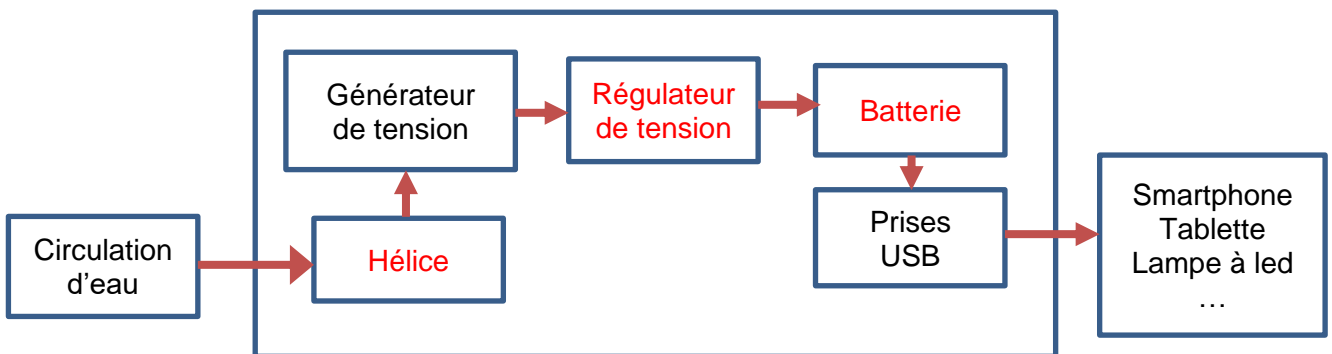 Circulation
d’eau
Hélice
Générateur
de tension
Régulateur
de tension
Batterie
Prises
USB
Smartphone
Tablette
Lampe à led
…